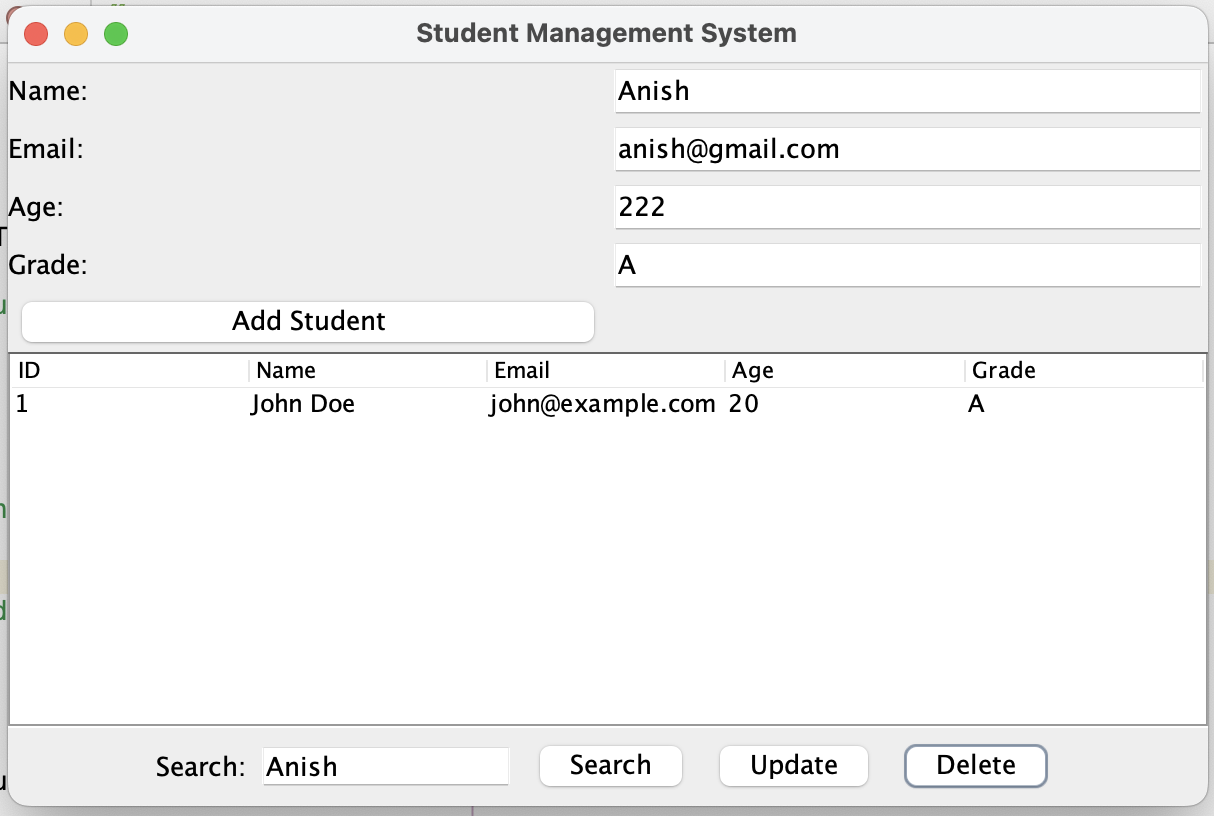 Student Management System
Name: Anish
Email: anish@gmail.com
Age: 222
Grade: A
Add Student
ID Name Email Age Grade
1 John Doe john@example.com 20 A
Search: Anish Search Update Delete